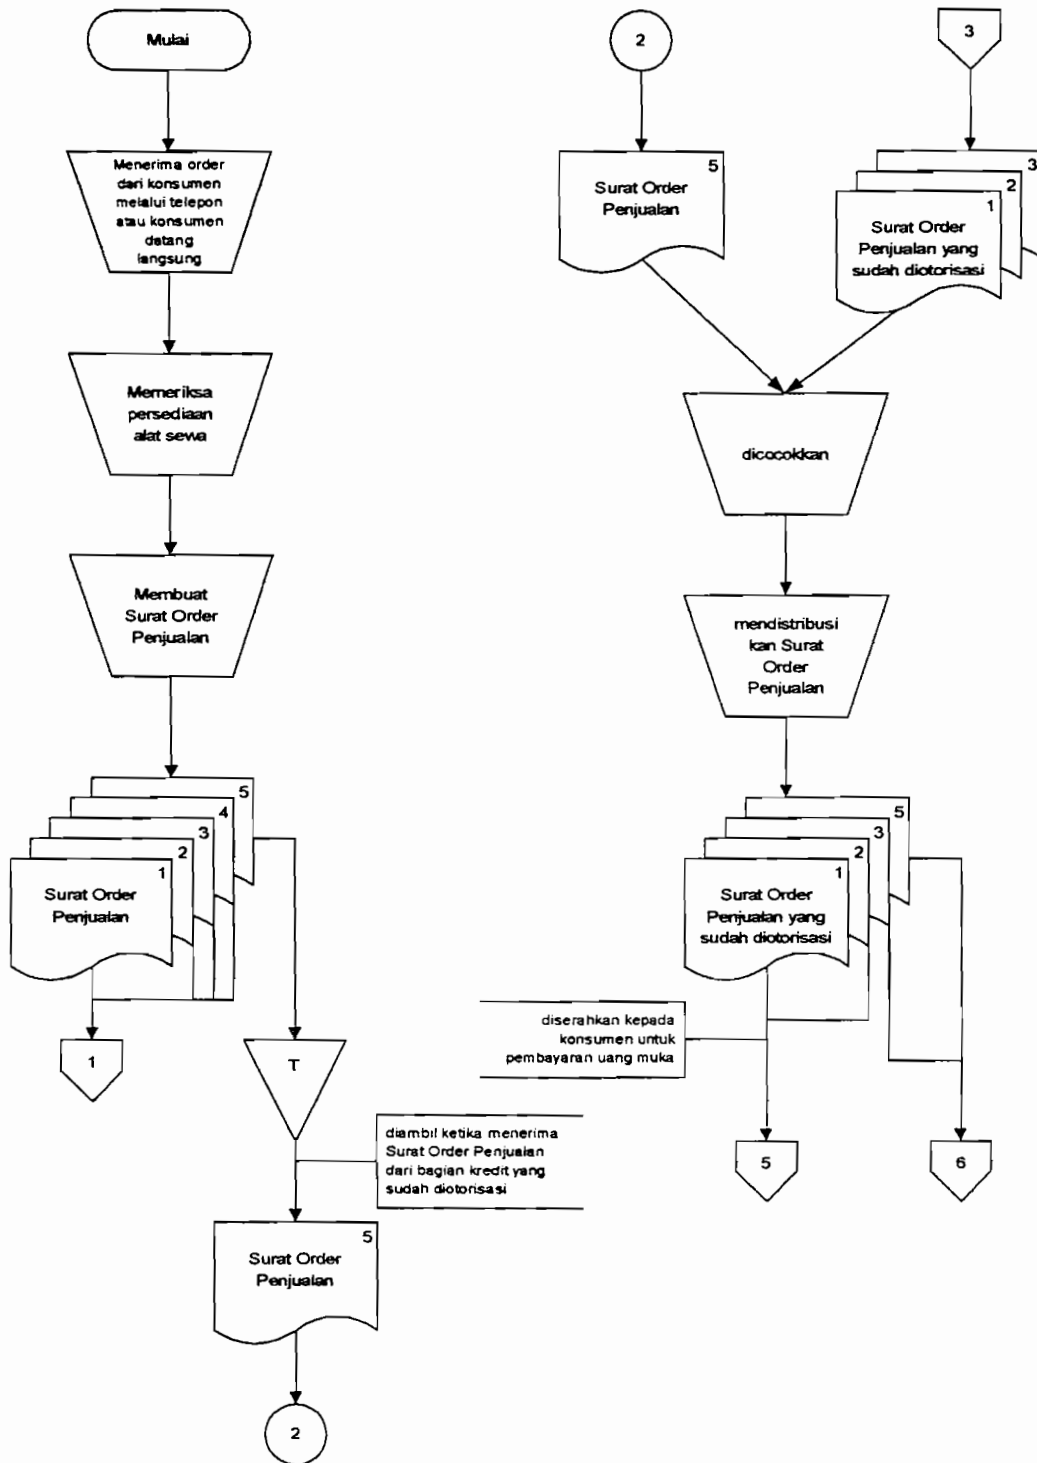 Mulai
Menerima order
dari konsumen
melalui telepon
atau konsumen
datang
langsung
Memeriksa
persediaan
alat sewa
Membuat
Surat Order
Penjualan
5
4
3
2
1
Surat Order
Penjualan
1
T
diambil ketika menerima
Surat Order Penjualan
dari bagian kredit yang
sudah diotorisasi
5
Surat Order
Penjualan
2
2
3
5
Surat Order
Penjualan
3
2
1
Surat Order
Penjualan yang
sudah diotorisasi
dicocokkan
mendistribusi
kan Surat
Order
Penjualan
5
3
2
1
Surat Order
Penjualan yang
sudah diotorisasi
diserahkan kepada
konsumen untuk
pembayaran uang muka
5
6